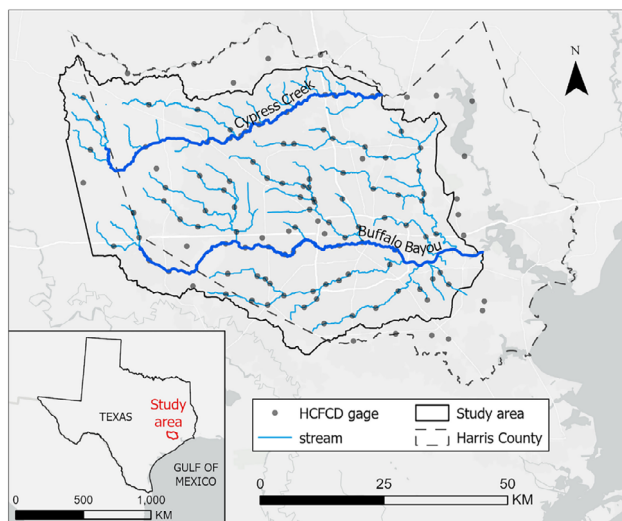 N
Cypress Creek
Buffalo Bayou
TEXAS
Study
area
GULF OF
MEXICO
0 500 1,000
KM
HCFCD gage
Study area
stream
Harris County
0 25 50
KM